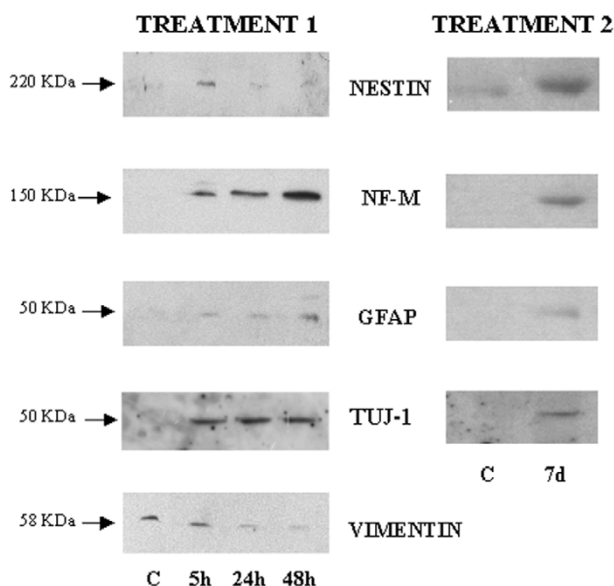 TREATMENT 1 TREATMENT 2
220 KDa NESTIN
150 KDa NF-M
50 KDa GFAP
50 KDa TUJ-1
C 7d
58 KDa VIMENTIN
C 5h 24h 48h